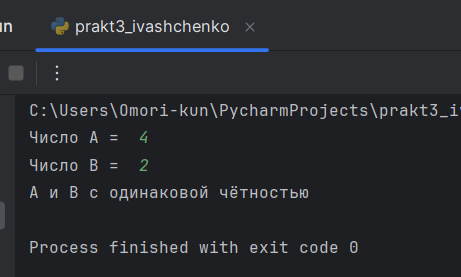 un prakt3_ivashchenko
C:\Users\Omori-kun\PycharmProjects\prakt3_i
Число A = 4
Число B = 2
A и B с одинаковой чётностью
Process finished with exit code 0